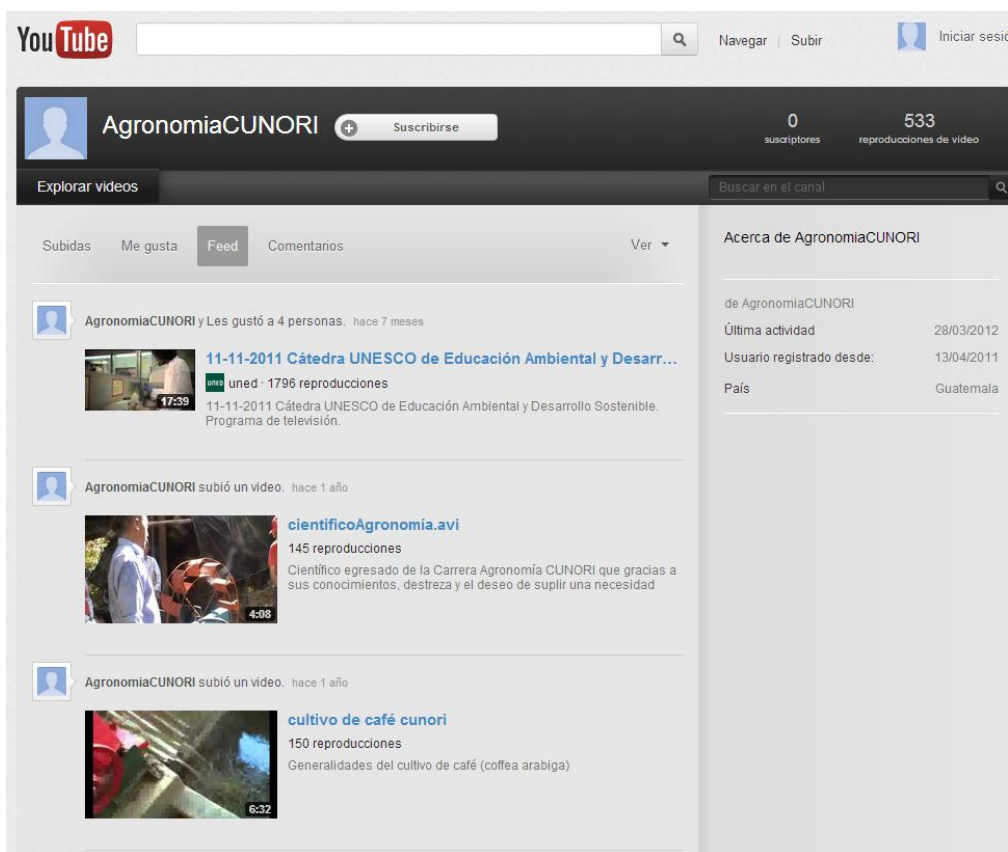 YouTube
Navegar | Subir
Iniciar sesió
AgronomiaCUNORI
Suscribirse
0
suscriptores
533
reproducciones de video
Explorar videos
Buscar en el canal
Subidas Me gusta Feed Comentarios Ver
AgronomiaCUNORI y Les gustó a 4 personas. hace 7 meses
11-11-2011 Cátedra UNESCO de Educación Ambiental y Desarr...
uned uned · 1796 reproducciones
17:39
11-11-2011 Cátedra UNESCO de Educación Ambiental y Desarrollo Sostenible.
Programa de televisión.
AgronomiaCUNORI subió un video. hace 1 año
cientificoAgronomía.avi
145 reproducciones
Científico egresado de la Carrera Agronomía CUNORI que gracias a
sus conocimientos, destreza y el deseo de suplir una necesidad
4:08
AgronomiaCUNORI subió un video. hace 1 año
cultivo de café cunori
150 reproducciones
Generalidades del cultivo de café (coffea arabiga)
6:32
Acerca de AgronomiaCUNORI
de AgronomiaCUNORI
Última actividad 28/03/2012
Usuario registrado desde: 13/04/2011
País Guatemala